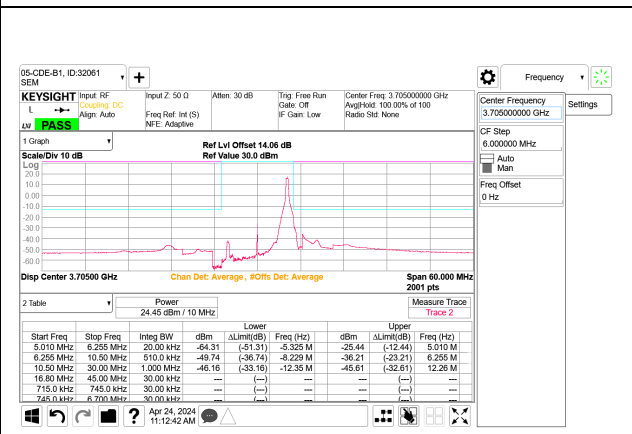 05-CDE-B1, ID:32061
SEM
Frequency
KEYSIGHT
L
LXI PASS
Input: RF
Coupling: DC
Align: Auto
Input Z: 50 Ω
Freq Ref: Int (S)
NFE: Adaptive
Atten: 30 dB
Trig: Free Run
Gate: Off
IF Gain: Low
Center Freq: 3.705000000 GHz
Avg|Hold: 100.00% of 100
Radio Std: None
Center Frequency
3.705000000 GHz
Settings
CF Step
6.000000 MHz
Auto
Man
Freq Offset
0 Hz
1 Graph
Scale/Div 10 dB
Ref Lvl Offset 14.06 dB
Ref Value 30.0 dBm
Log
20.0
10.0
0.00
-10.0
-20.0
-30.0
-40.0
-50.0
-60.0
Disp Center 3.70500 GHz
Chan Det: Average , #Offs Det: Average
Span 60.000 MHz
2001 pts
2 Table
Power
24.45 dBm / 10 MHz
Measure Trace
Trace 2
Lower Upper
Start Freq Stop Freq Integ BW dBm ΔLimit(dB) Freq (Hz) dBm ΔLimit(dB) Freq (Hz)
5.010 MHz 6.255 MHz 20.00 kHz -64.31 (-51.31) -5.325 M -25.44 (-12.44) 5.010 M
6.255 MHz 10.50 MHz 510.0 kHz -49.74 (-36.74) -8.229 M -36.21 (-23.21) 6.255 M
10.50 MHz 30.00 MHz 1.000 MHz -46.16 (-33.16) -12.35 M -45.61 (-32.61) 12.26 M
16.80 MHz 45.00 MHz 30.00 kHz --- (---) --- --- (---) ---
715.0 kHz 745.0 kHz 30.00 kHz --- (---) --- --- (---) ---
745.0 kHz 6.700 MHz 30.00 kHz --- (---) --- --- (---) ---
Apr 24, 2024
11:12:42 AM